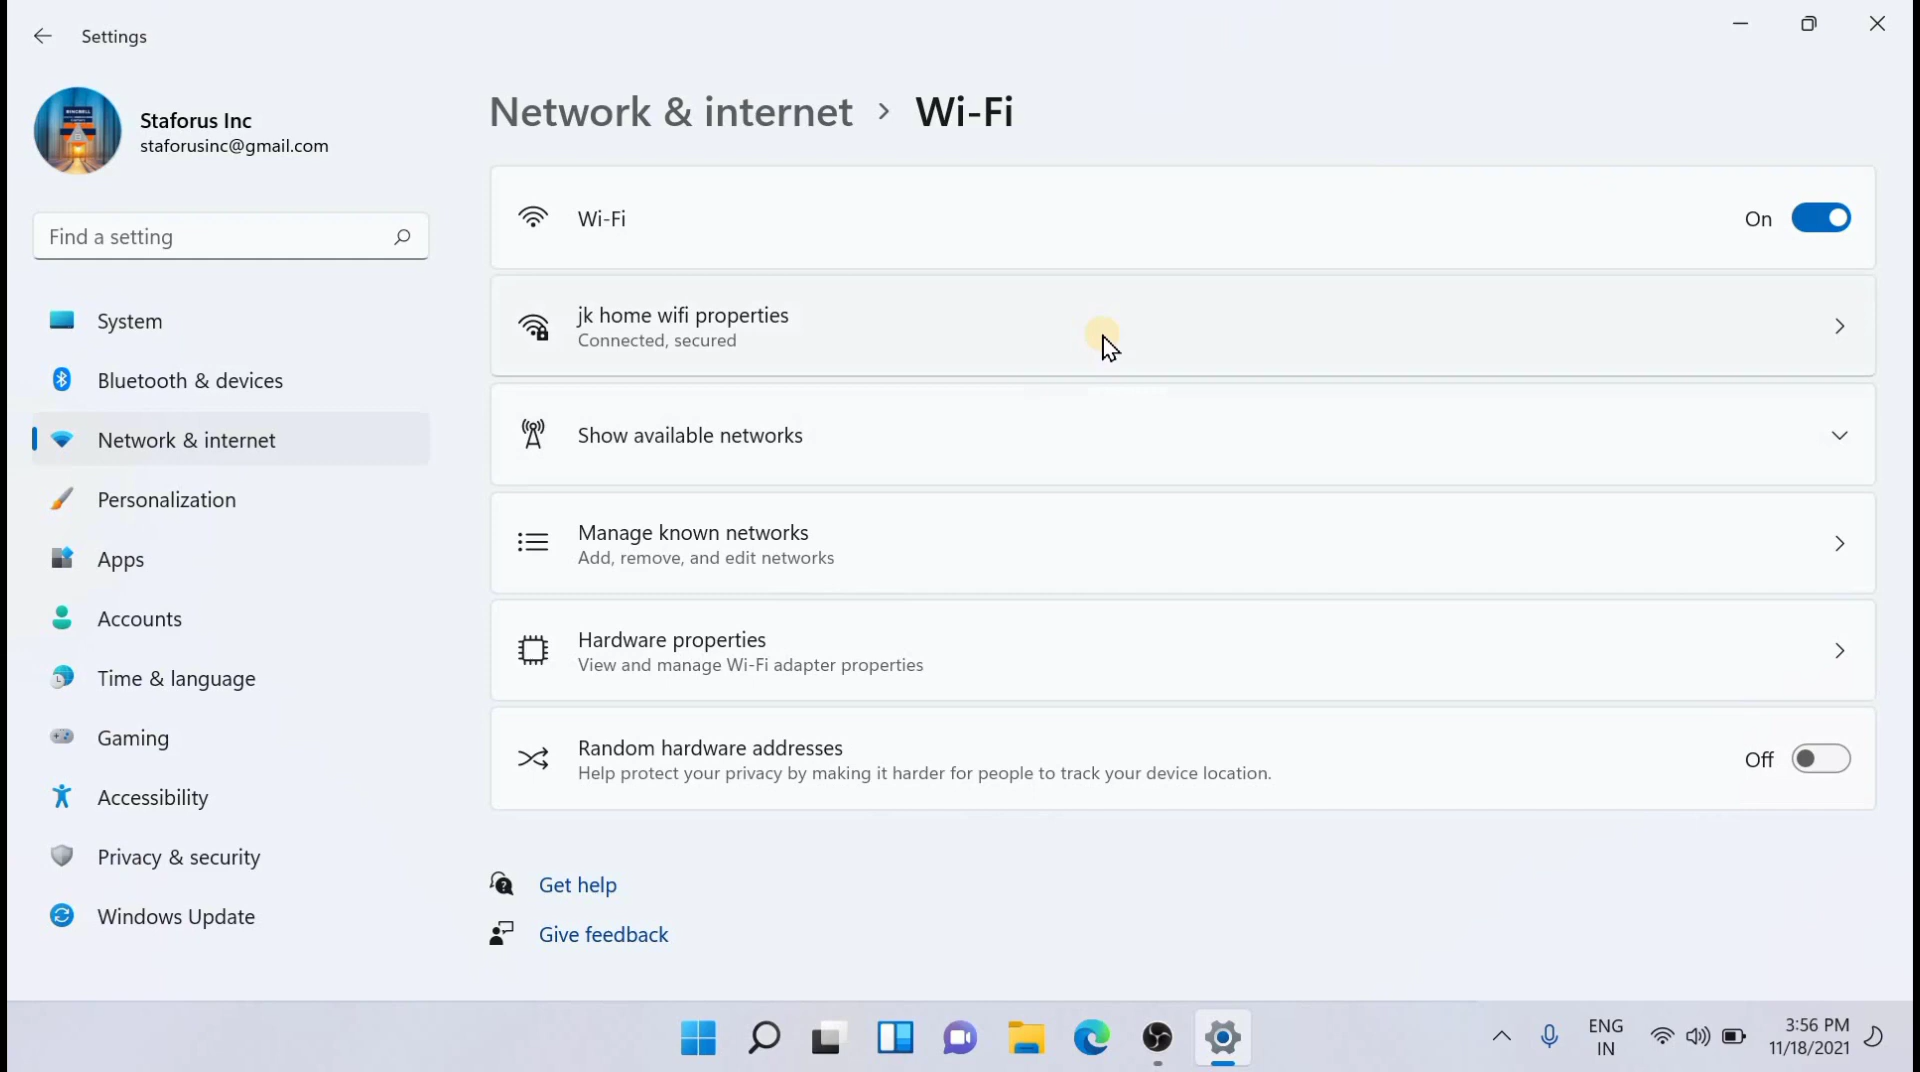 Settings
Staforus Inc
staforusinc@gmail.com
Find a setting
System
Bluetooth & devices
Network & internet
Personalization
Apps
Accounts
Time & language
Gaming
Accessibility
Privacy & security
Windows Update
Network & internet > Wi-Fi
Wi-Fi
On
jk home wifi properties
Connected, secured
Show available networks
Manage known networks
Add, remove, and edit networks
Hardware properties
View and manage Wi-Fi adapter properties
Random hardware addresses
Help protect your privacy by making it harder for people to track your device location.
Off
Get help
Give feedback
ENG
IN
3:56 PM
11/18/2021